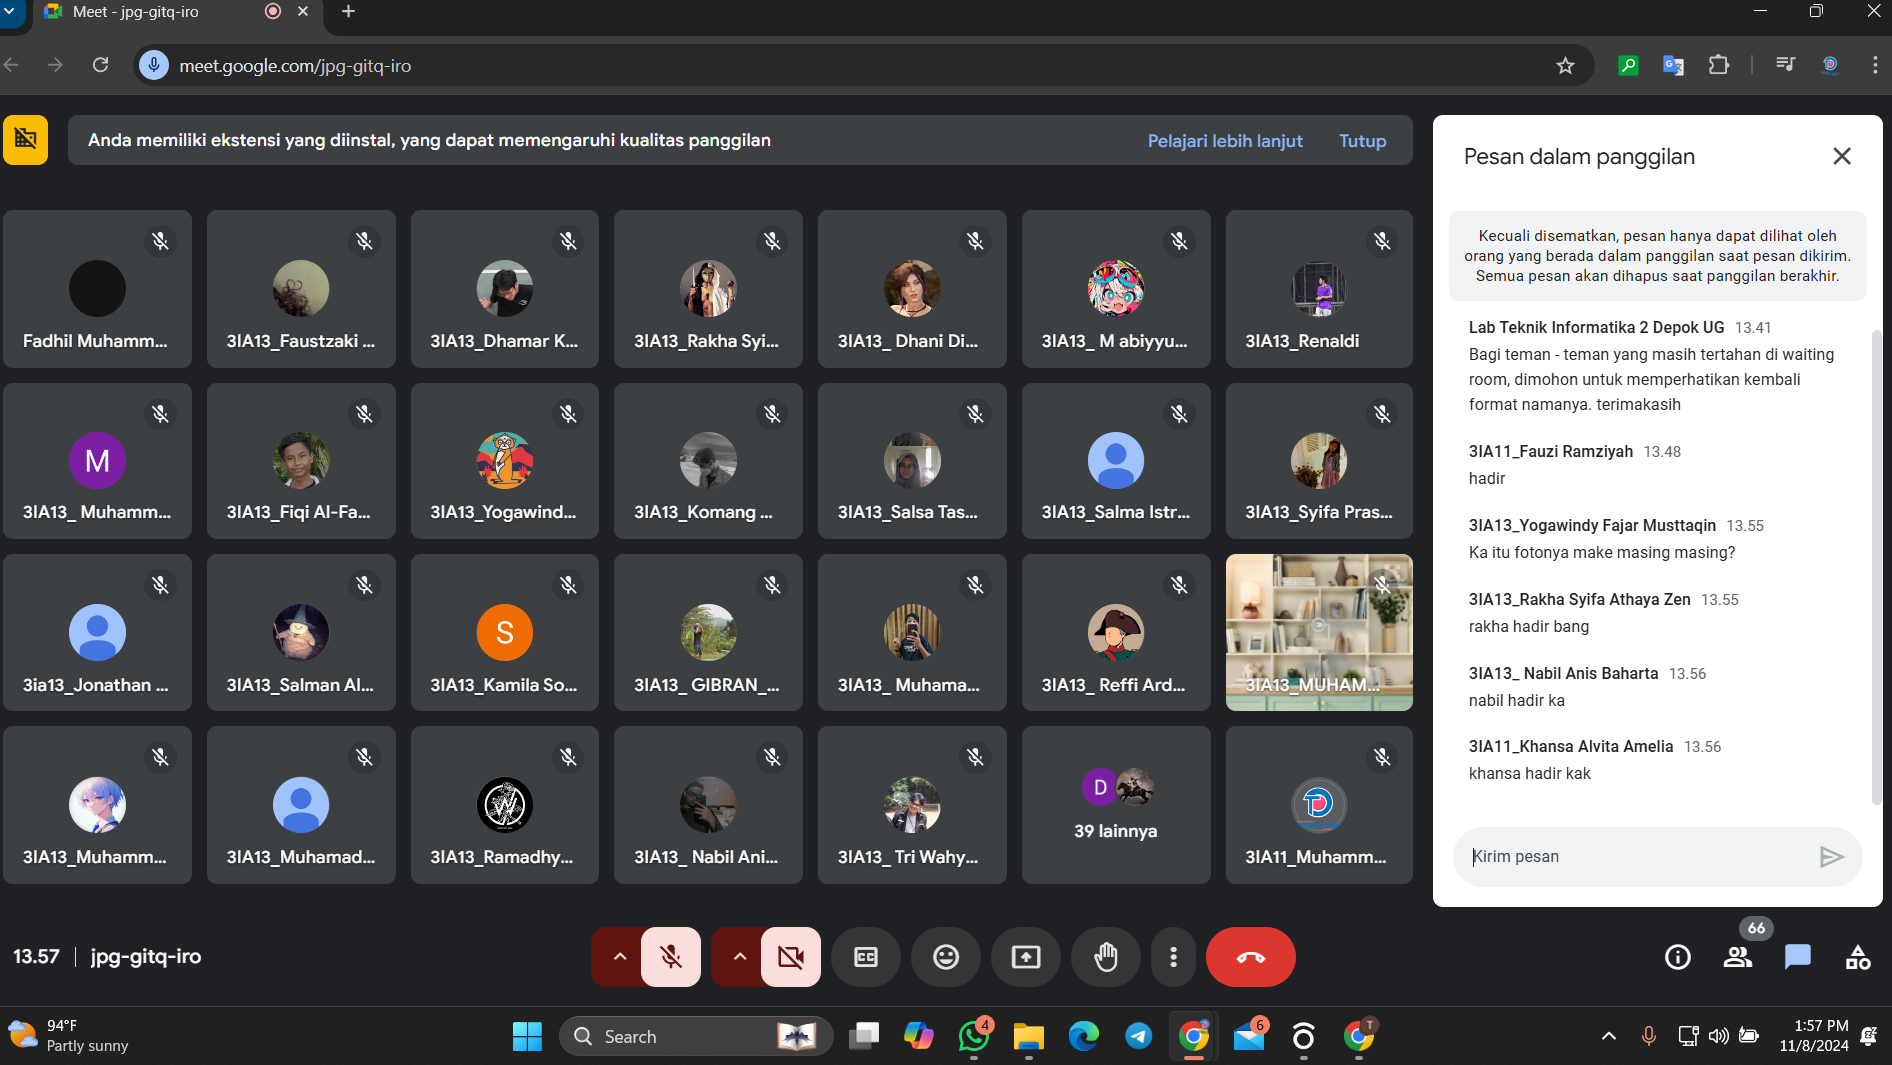 Meet - jpg-gitq-iro
meet.google.com/jpg-gitq-iro
Anda memiliki ekstensi yang diinstal, yang dapat memengaruhi kualitas panggilan
Pelajari lebih lanjut
Tutup
Fadhil Muhamm...
3IA13_Faustzaki ...
3IA13_Dhamar K...
3IA13_Rakha Syi...
3IA13_ Dhani Di...
3IA13_ M abiyyu...
3IA13_Renaldi
M
3IA13_ Muhamm...
3IA13_Fiqi Al-Fa...
3IA13_Yogawind...
3IA13_Komang ...
3IA13_Salsa Tas...
3IA13_Salma Istr...
3IA13_Syifa Pras...
S
3ia13_Jonathan ...
3IA13_Salman Al...
3IA13_Kamila So...
3IA13_ GIBRAN_...
3IA13_ Muhama...
3IA13_ Reffi Ard...
3IA13_MUHAM...
D
39 lainnya
3IA13_Muhamm...
3IA13_Muhamad...
3IA13_Ramadhy...
3IA13_ Nabil Ani...
3IA13_ Tri Wahy...
3IA11_Muhamm...
Pesan dalam panggilan
Kecuali disematkan, pesan hanya dapat dilihat oleh
orang yang berada dalam panggilan saat pesan dikirim.
Semua pesan akan dihapus saat panggilan berakhir.
Lab Teknik Informatika 2 Depok UG 13.41
Bagi teman - teman yang masih tertahan di waiting
room, dimohon untuk memperhatikan kembali
format namanya. terimakasih
3IA11_Fauzi Ramziyah 13.48
hadir
3IA13_Yogawindy Fajar Musttaqin 13.55
Ka itu fotonya make masing masing?
3IA13_Rakha Syifa Athaya Zen 13.55
rakha hadir bang
3IA13_ Nabil Anis Baharta 13.56
nabil hadir ka
3IA11_Khansa Alvita Amelia 13.56
khansa hadir kak
Kirim pesan
13.57 | jpg-gitq-iro
CC
66
94°F
Partly sunny
Search
4
6
T
1:57 PM
11/8/2024